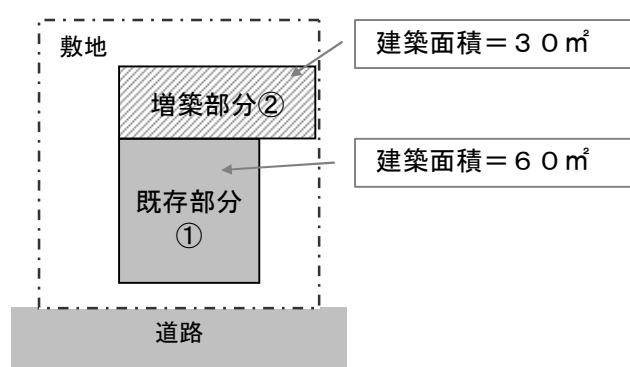 敷地
建築面積＝３０㎡
増築部分②
建築面積＝６０㎡
既存部分
①
道路